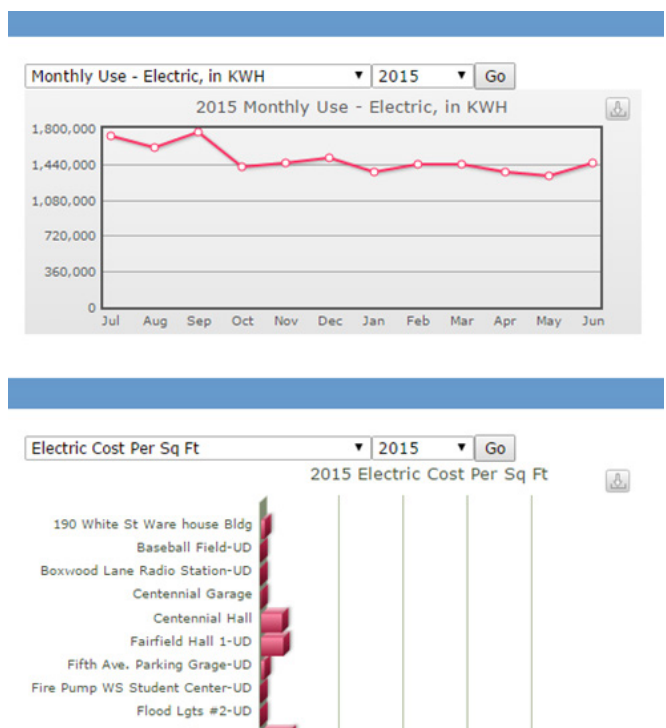 Monthly Use - Electric, in KWH 2015 Go
2015 Monthly Use - Electric, in KWH
1,800,000
1,440,000
1,080,000
720,000
360,000
0
Jul Aug Sep Oct Nov Dec Jan Feb Mar Apr May Jun
Electric Cost Per Sq Ft 2015 Go
2015 Electric Cost Per Sq Ft
190 White St Ware house Bldg
Baseball Field-UD
Boxwood Lane Radio Station-UD
Centennial Garage
Centennial Hall
Fairfield Hall 1-UD
Fifth Ave. Parking Grage-UD
Fire Pump WS Student Center-UD
Flood Lgts #2-UD